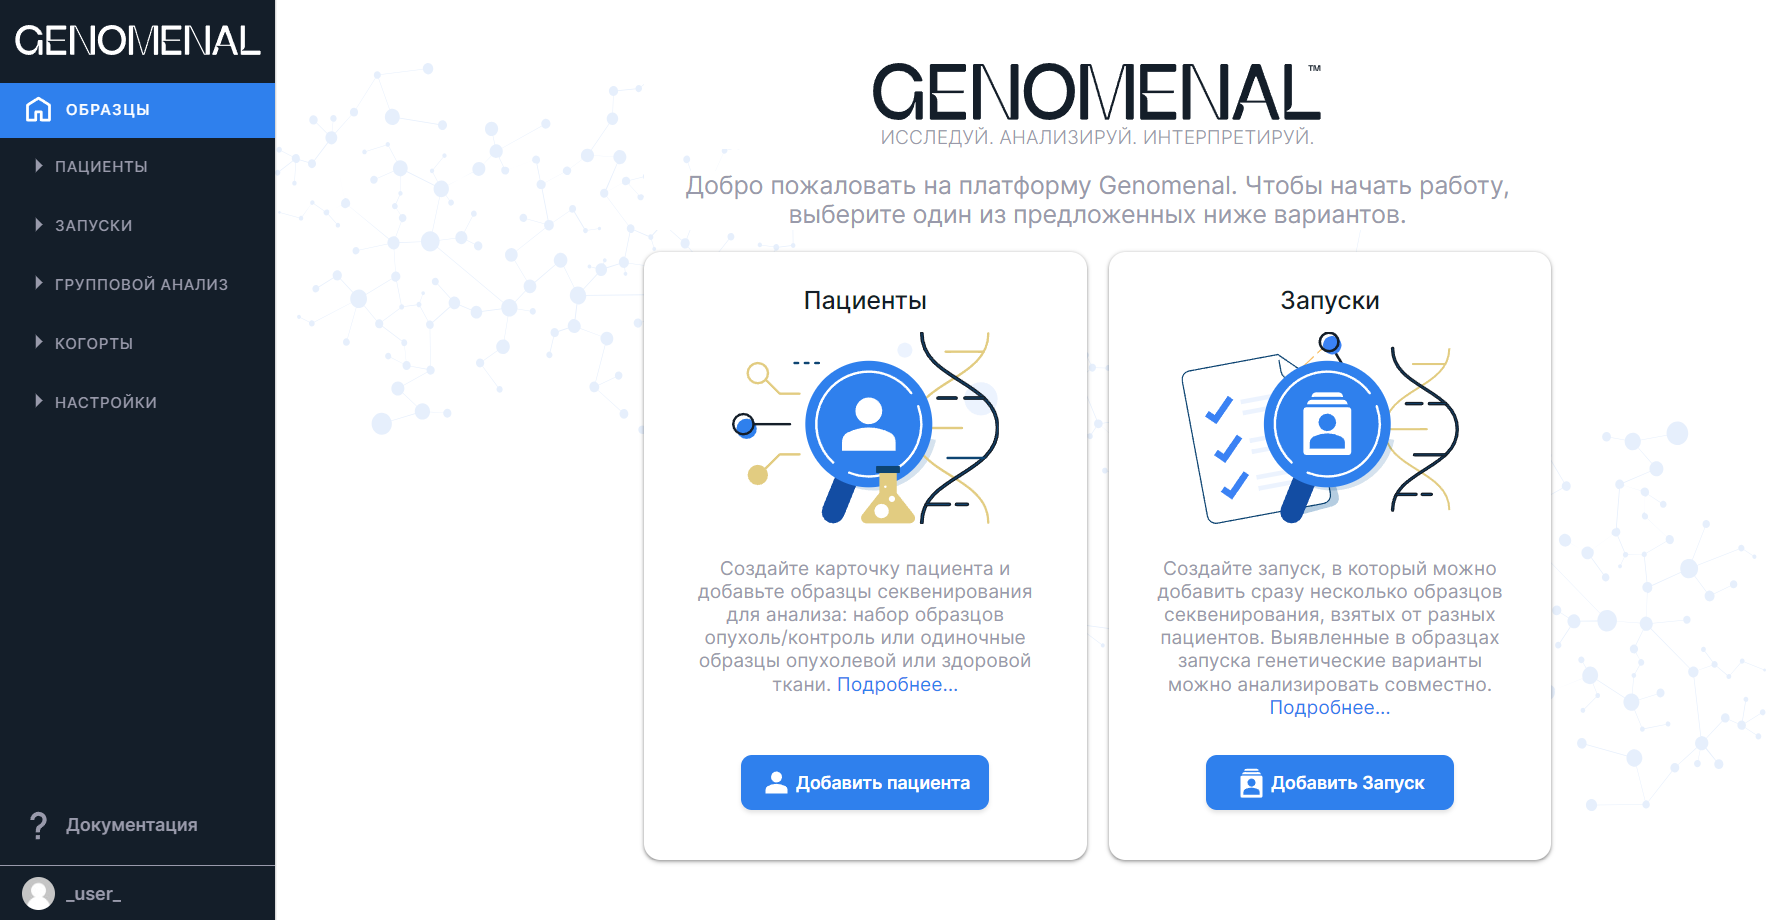 GENOMENAL
ОБРАЗЦЫ
ПАЦИЕНТЫ
ЗАПУСКИ
ГРУППОВОЙ АНАЛИЗ
КОГОРТЫ
НАСТРОЙКИ
? Документация
_user_
GENOMENAL™
ИССЛЕДУЙ. АНАЛИЗИРУЙ. ИНТЕРПРЕТИРУЙ.
Добро пожаловать на платформу Genomenal. Чтобы начать работу,
выберите один из предложенных ниже вариантов.
Пациенты
Создайте карточку пациента и
добавьте образцы секвенирования
для анализа: набор образцов
опухоль/контроль или одиночные
образцы опухолевой или здоровой
ткани. Подробнее...
Добавить пациента
Запуски
Создайте запуск, в который можно
добавить сразу несколько образцов
секвенирования, взятых от разных
пациентов. Выявленные в образцах
запуска генетические варианты
можно анализировать совместно.
Подробнее...
Добавить Запуск